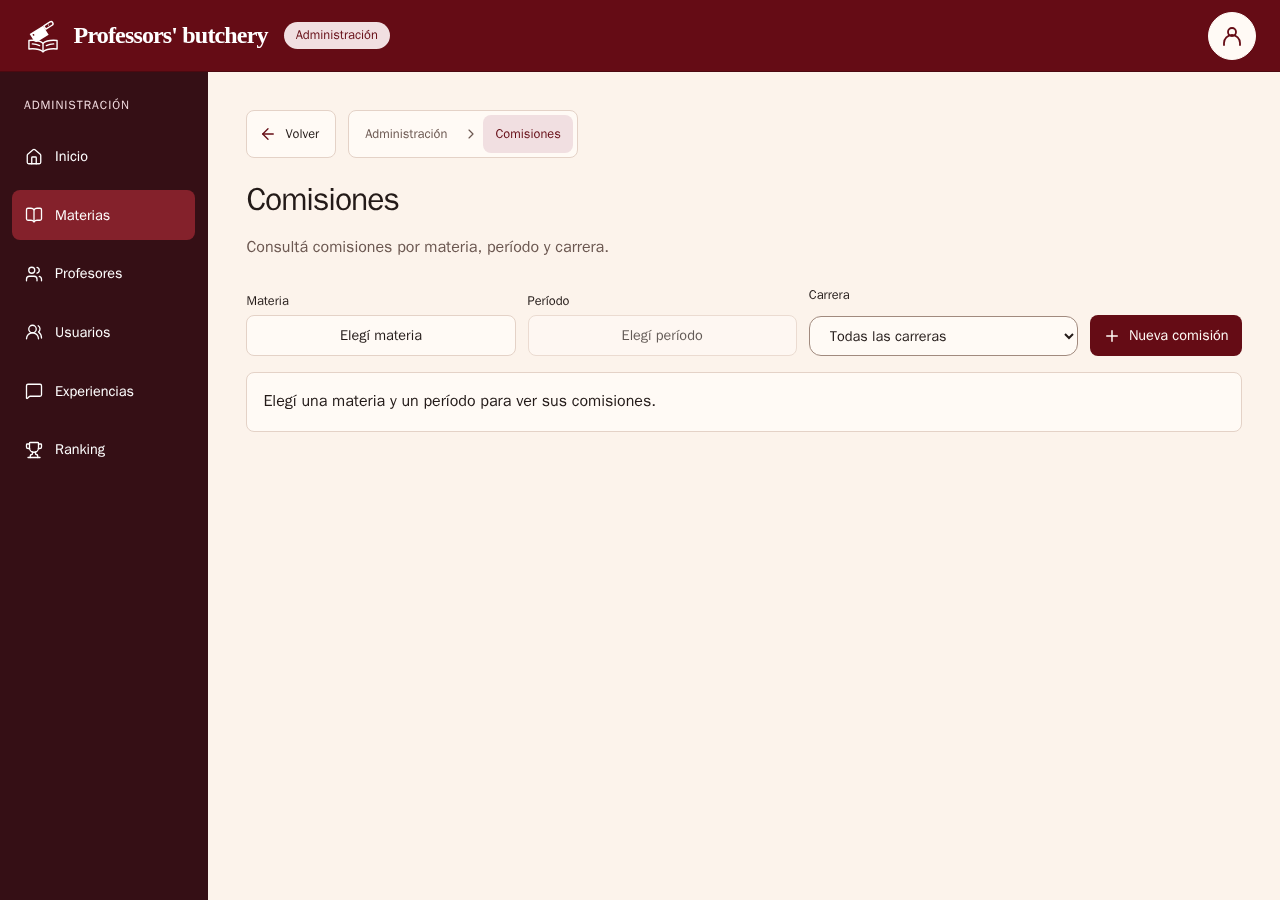 Professors' butchery
Administración
ADMINISTRACIÓN
Inicio
Materias
Profesores
Usuarios
Experiencias
Ranking
Volver
Administración
Comisiones
Comisiones
Consultá comisiones por materia, período y carrera.
Materia
Elegí materia
Período
Elegí período
Carrera
Todas las carreras
Nueva comisión
Elegí una materia y un período para ver sus comisiones.